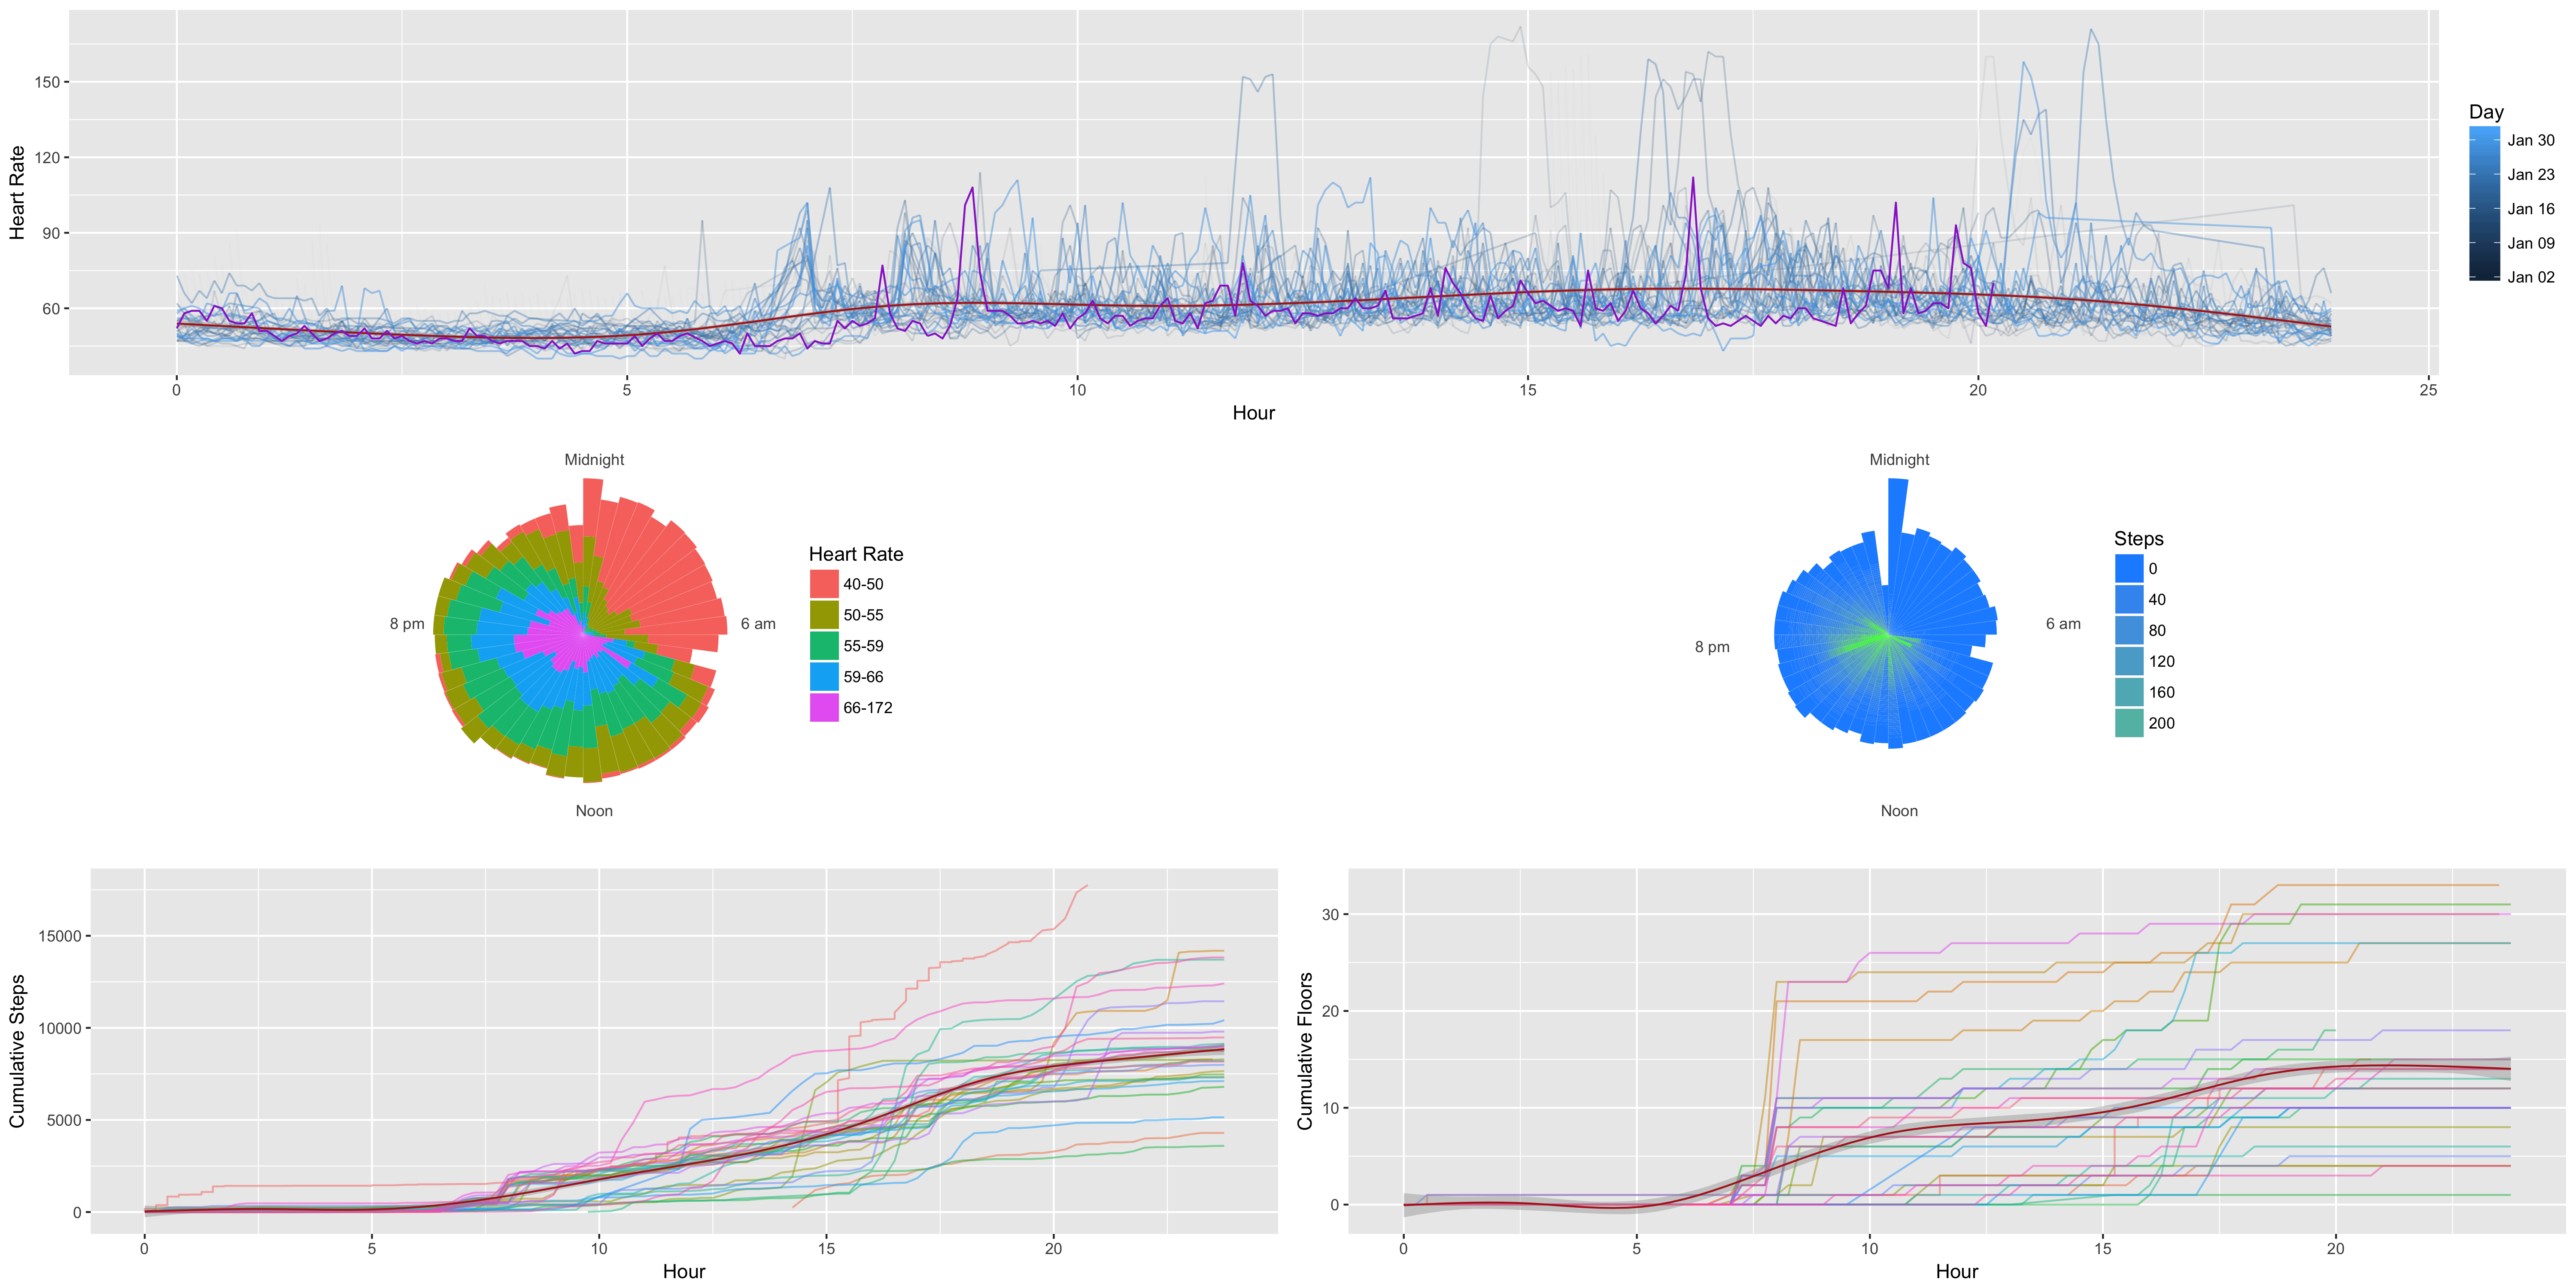 Heart Rate
150
120
90
60
0
5
10
15
20
25
Hour
Day
Jan 30
Jan 23
Jan 16
Jan 09
Jan 02
Midnight
8 pm
6 am
Noon
Heart Rate
40-50
50-55
55-59
59-66
66-172
Midnight
8 pm
6 am
Noon
Steps
0
40
80
120
160
200
Cumulative Steps
15000
10000
5000
0
0
5
10
15
20
Hour
Cumulative Floors
30
20
10
0
0
5
10
15
20
Hour